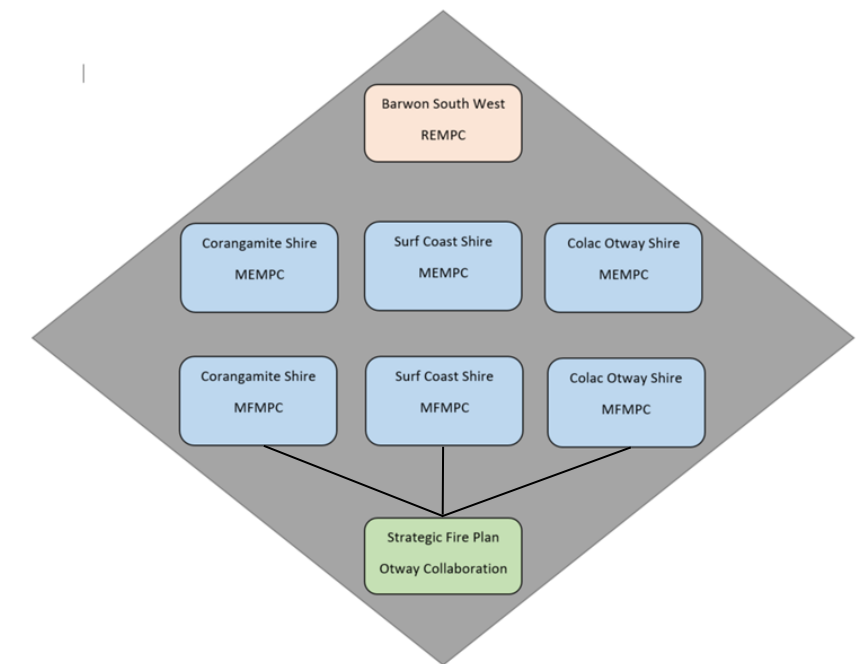 Barwon South West
REMPC
Corangamite Shire
MEMPC
Surf Coast Shire
MEMPC
Colac Otway Shire
MEMPC
Corangamite Shire
MFMPC
Surf Coast Shire
MFMPC
Colac Otway Shire
MFMPC
Strategic Fire Plan
Otway Collaboration